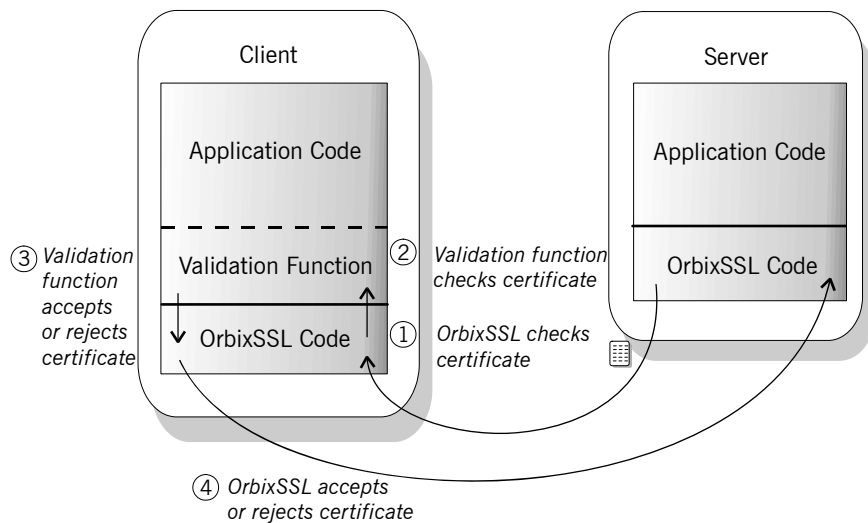 Client
Server
Application Code
Application Code
③ Validation
function
accepts
or rejects
certificate
Validation Function
② Validation function
checks certificate
OrbixSSL Code
OrbixSSL Code
① OrbixSSL checks
certificate
④ OrbixSSL accepts
or rejects certificate